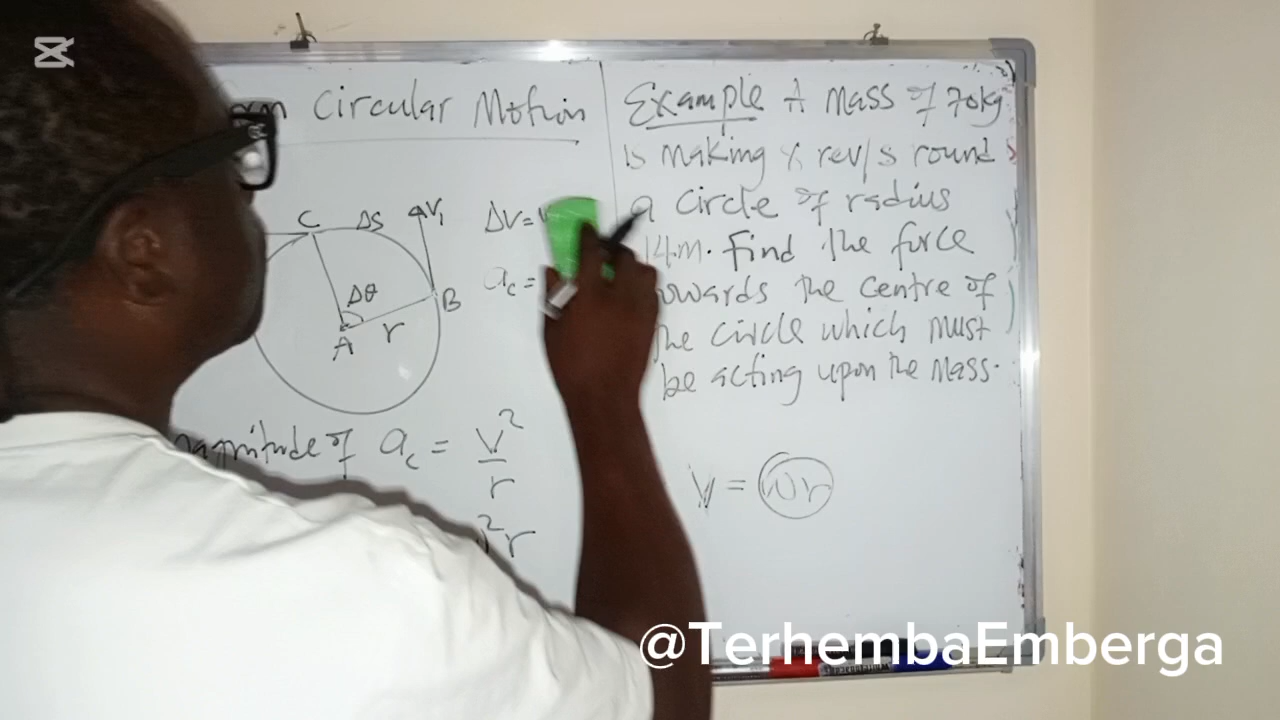 Circular Motion
C Δs V₁
Δθ
A r B
Δv=
a_c =
magnitude of a_c = v²/r
²r
Example A Mass of 70kg
is making x rev/s round
a circle of radius
14m. Find the force
towards the centre of
the circle which must
be acting upon the Mass.
V = ωr
@TerhembaEmberga